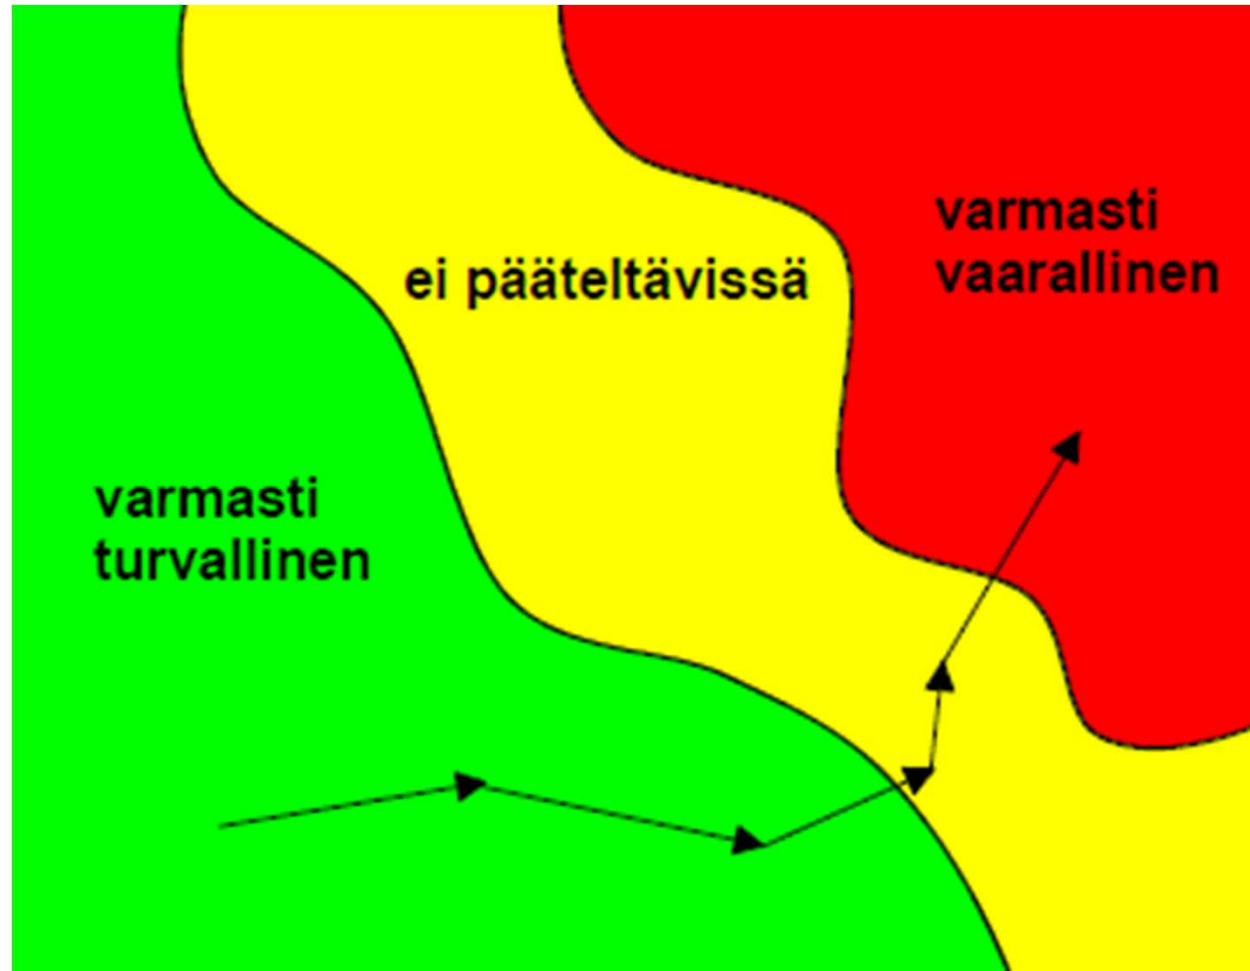 varmasti
vaarallinen
ei pääteltävissä
varmasti
turvallinen